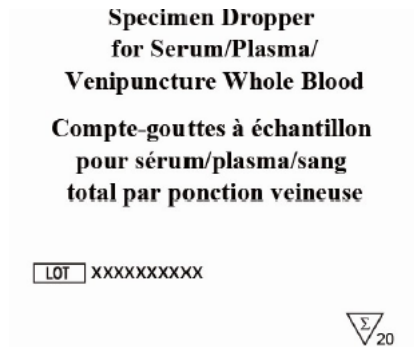 Specimen Dropper
for Serum/Plasma/
Venipuncture Whole Blood
Compte-gouttes à échantillon
pour sérum/plasma/sang
total par ponction veineuse
LOT XXXXXXXXXX
Σ 20